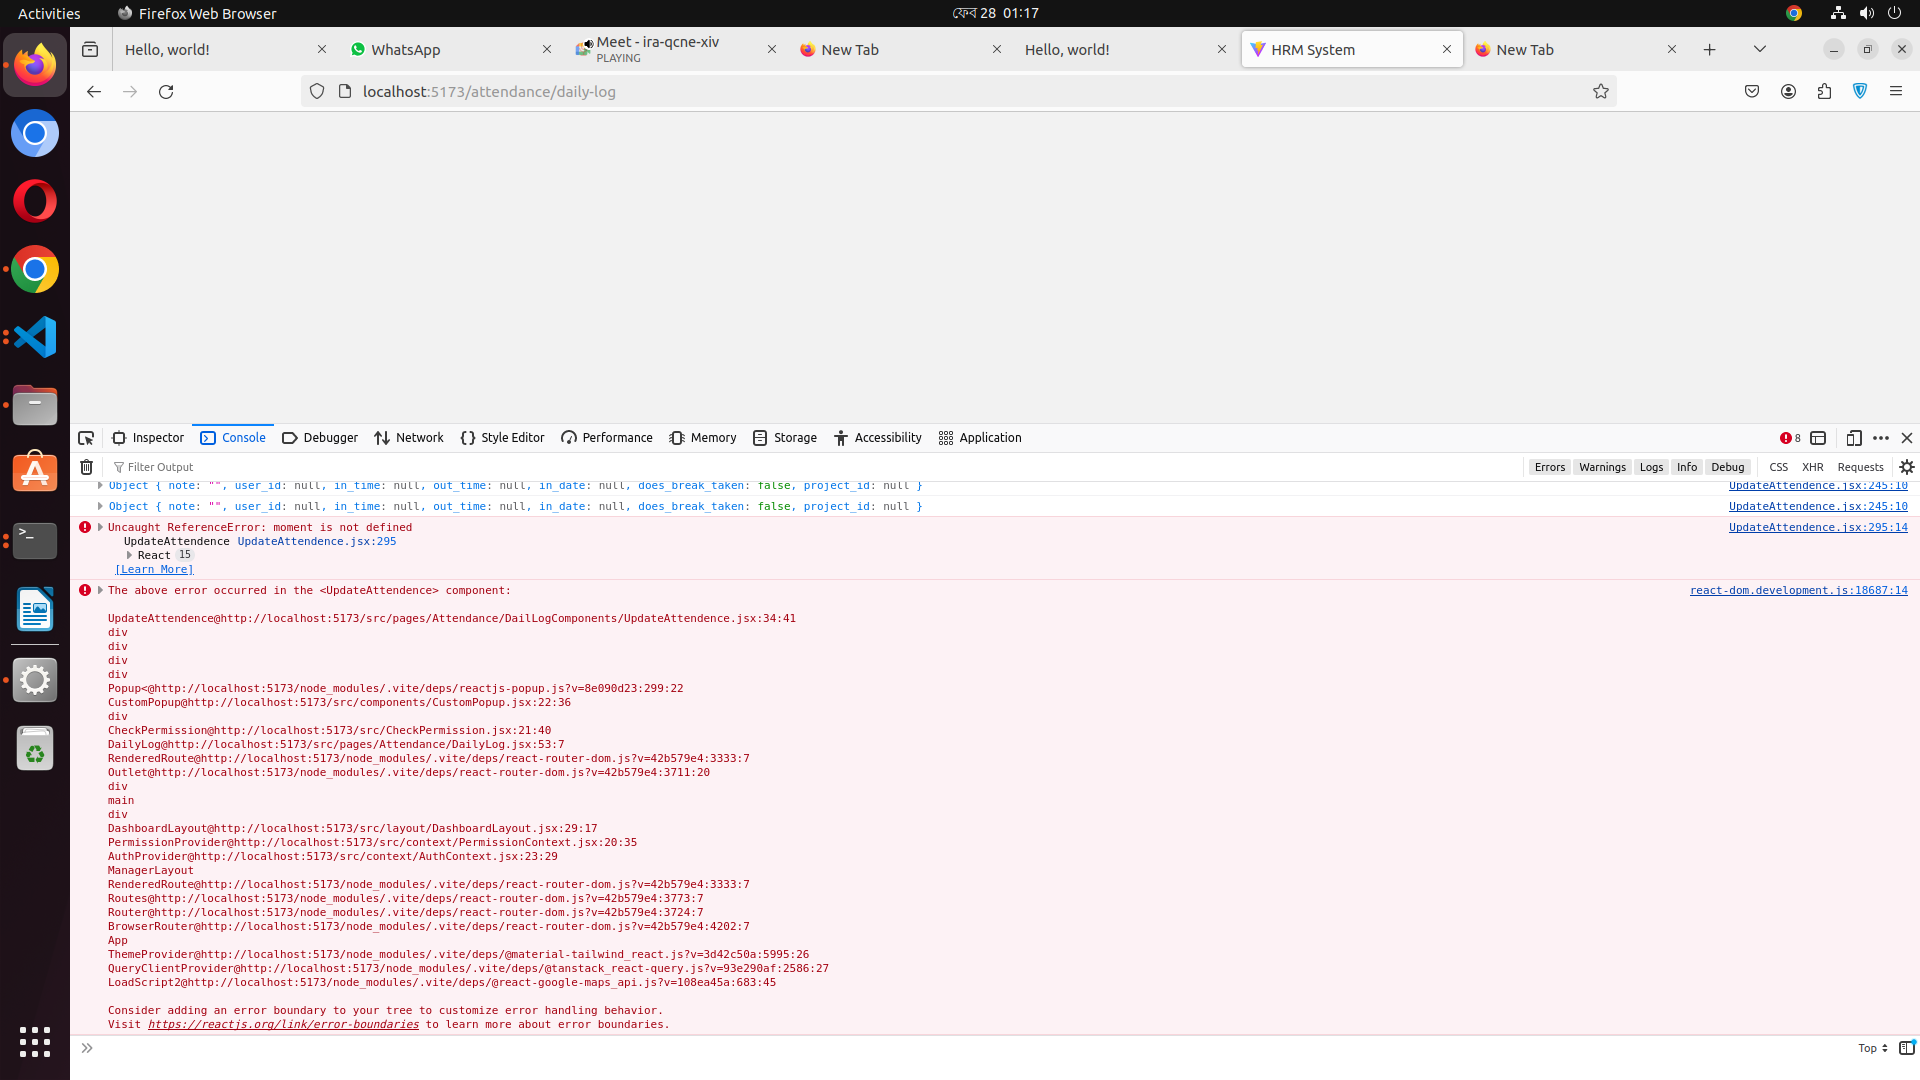 Activities
Firefox Web Browser
ফেব 28 01:17
Hello, world!
WhatsApp
Meet - ira-qcne-xiv
PLAYING
New Tab
Hello, world!
HRM System
New Tab
localhost:5173/attendance/daily-log
Inspector
Console
Debugger
Network
Style Editor
Performance
Memory
Storage
Accessibility
Application
8
Filter Output
Errors
Warnings
Logs
Info
Debug
CSS
XHR
Requests
Object { note: "", user_id: null, in_time: null, out_time: null, in_date: null, does_break_taken: false, project_id: null }
UpdateAttendence.jsx:245:10
Object { note: "", user_id: null, in_time: null, out_time: null, in_date: null, does_break_taken: false, project_id: null }
UpdateAttendence.jsx:245:10
Uncaught ReferenceError: moment is not defined
UpdateAttendence.jsx:295:14
UpdateAttendence UpdateAttendence.jsx:295
React 15
[Learn More]
The above error occurred in the <UpdateAttendence> component:
react-dom.development.js:18687:14
UpdateAttendence@http://localhost:5173/src/pages/Attendance/DailLogComponents/UpdateAttendence.jsx:34:41
div
div
div
div
Popup<@http://localhost:5173/node_modules/.vite/deps/reactjs-popup.js?v=8e090d23:299:22
CustomPopup@http://localhost:5173/src/components/CustomPopup.jsx:22:36
div
CheckPermission@http://localhost:5173/src/CheckPermission.jsx:21:40
DailyLog@http://localhost:5173/src/pages/Attendance/DailyLog.jsx:53:7
RenderedRoute@http://localhost:5173/node_modules/.vite/deps/react-router-dom.js?v=42b579e4:3333:7
Outlet@http://localhost:5173/node_modules/.vite/deps/react-router-dom.js?v=42b579e4:3711:20
div
main
div
DashboardLayout@http://localhost:5173/src/layout/DashboardLayout.jsx:29:17
PermissionProvider@http://localhost:5173/src/context/PermissionContext.jsx:20:35
AuthProvider@http://localhost:5173/src/context/AuthContext.jsx:23:29
ManagerLayout
RenderedRoute@http://localhost:5173/node_modules/.vite/deps/react-router-dom.js?v=42b579e4:3333:7
Routes@http://localhost:5173/node_modules/.vite/deps/react-router-dom.js?v=42b579e4:3773:7
Router@http://localhost:5173/node_modules/.vite/deps/react-router-dom.js?v=42b579e4:3724:7
BrowserRouter@http://localhost:5173/node_modules/.vite/deps/react-router-dom.js?v=42b579e4:4202:7
App
ThemeProvider@http://localhost:5173/node_modules/.vite/deps/@material-tailwind_react.js?v=3d42c50a:5995:26
QueryClientProvider@http://localhost:5173/node_modules/.vite/deps/@tanstack_react-query.js?v=93e290af:2586:27
LoadScript2@http://localhost:5173/node_modules/.vite/deps/@react-google-maps_api.js?v=108ea45a:683:45
Consider adding an error boundary to your tree to customize error handling behavior.
Visit https://reactjs.org/link/error-boundaries to learn more about error boundaries.
Top